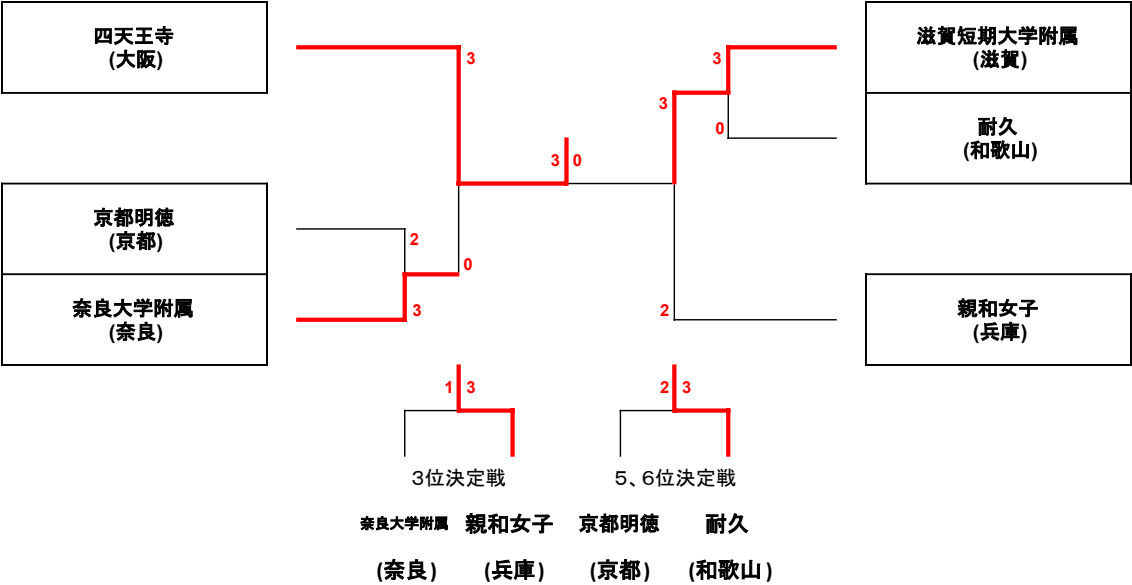 四天王寺
(大阪)
京都明徳
(京都)
奈良大学附属
(奈良)
3
2
0
3
3
0
3
3
0
2
滋賀短期大学附属
(滋賀)
耐久
(和歌山)
親和女子
(兵庫)
1
3
2
3
３位決定戦
５、６位決定戦
奈良大学附属
親和女子
京都明徳
耐久
(奈良)
(兵庫)
(京都)
(和歌山)